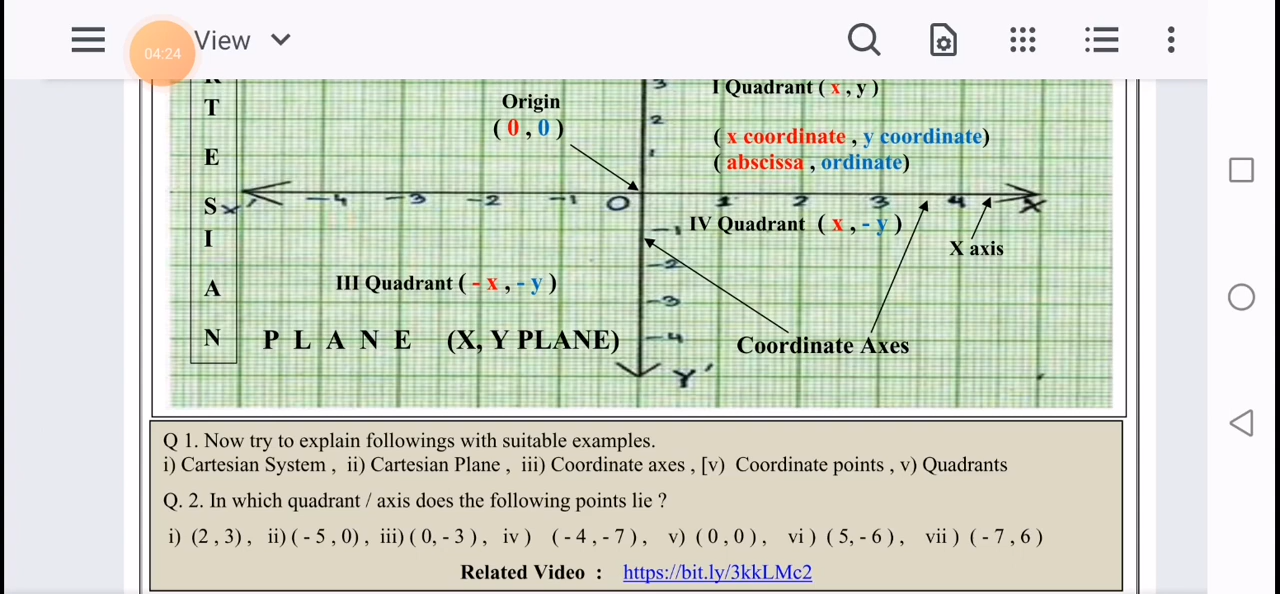 04:24
View
T
E
S
I
A
N
3
I Quadrant ( x , y )
Origin
( 0 , 0 )
2
1
( x coordinate , y coordinate)
( abscissa , ordinate)
X' -4 -3 -2 -1 0 1 2 3 4 X
-1
IV Quadrant ( x , - y )
X axis
-2
III Quadrant ( - x , - y )
-3
P L A N E (X, Y PLANE)
-4
Coordinate Axes
Y'
Q 1. Now try to explain followings with suitable examples.
i) Cartesian System , ii) Cartesian Plane , iii) Coordinate axes , [v) Coordinate points , v) Quadrants
Q. 2. In which quadrant / axis does the following points lie ?
i) (2 , 3) , ii) ( - 5 , 0) , iii) ( 0, - 3 ) , iv ) ( - 4 , - 7 ) , v) ( 0 , 0 ) , vi ) ( 5, - 6 ) , vii ) ( - 7 , 6 )
Related Video : https://bit.ly/3kkLMc2